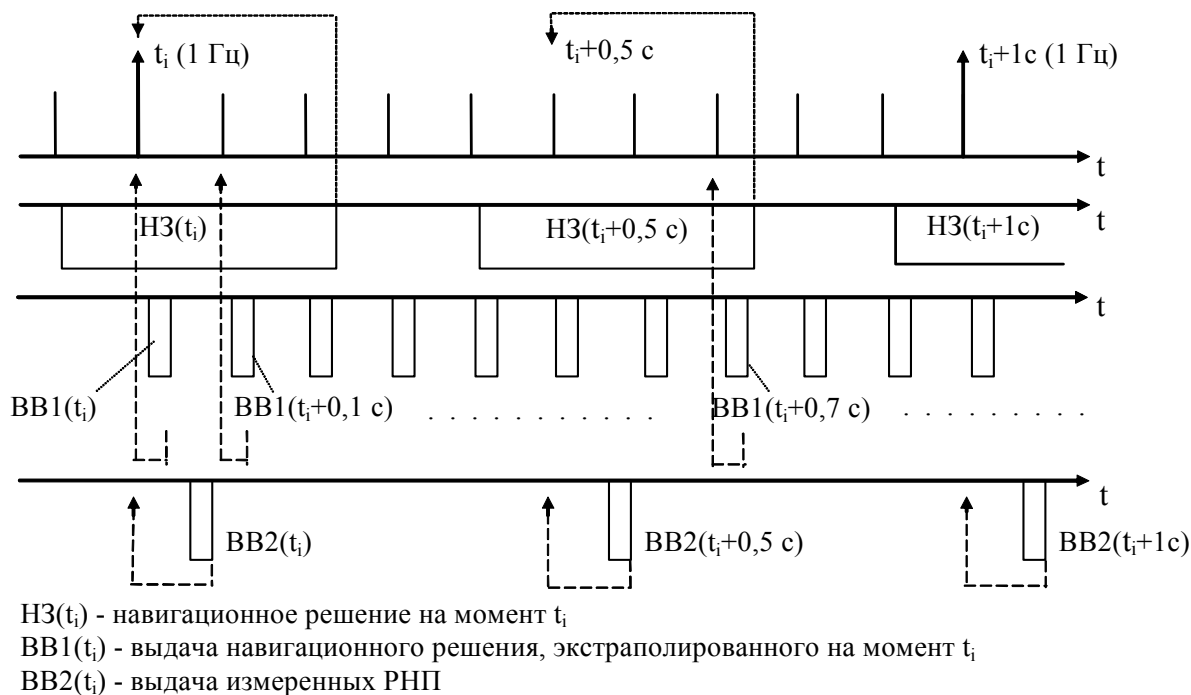 tᵢ (1 Гц)
tᵢ+0,5 с
tᵢ+1с (1 Гц)
t
НЗ(tᵢ)
НЗ(tᵢ+0,5 с)
НЗ(tᵢ+1с)
t
t
ВВ1(tᵢ)
ВВ1(tᵢ+0,1 с)
. . . . . . . . . . . .
ВВ1(tᵢ+0,7 с)
. . . . . . . . . .
t
ВВ2(tᵢ)
ВВ2(tᵢ+0,5 с)
ВВ2(tᵢ+1с)
НЗ(tᵢ) - навигационное решение на момент tᵢ
ВВ1(tᵢ) - выдача навигационного решения, экстраполированного на момент tᵢ
ВВ2(tᵢ) - выдача измеренных РНП